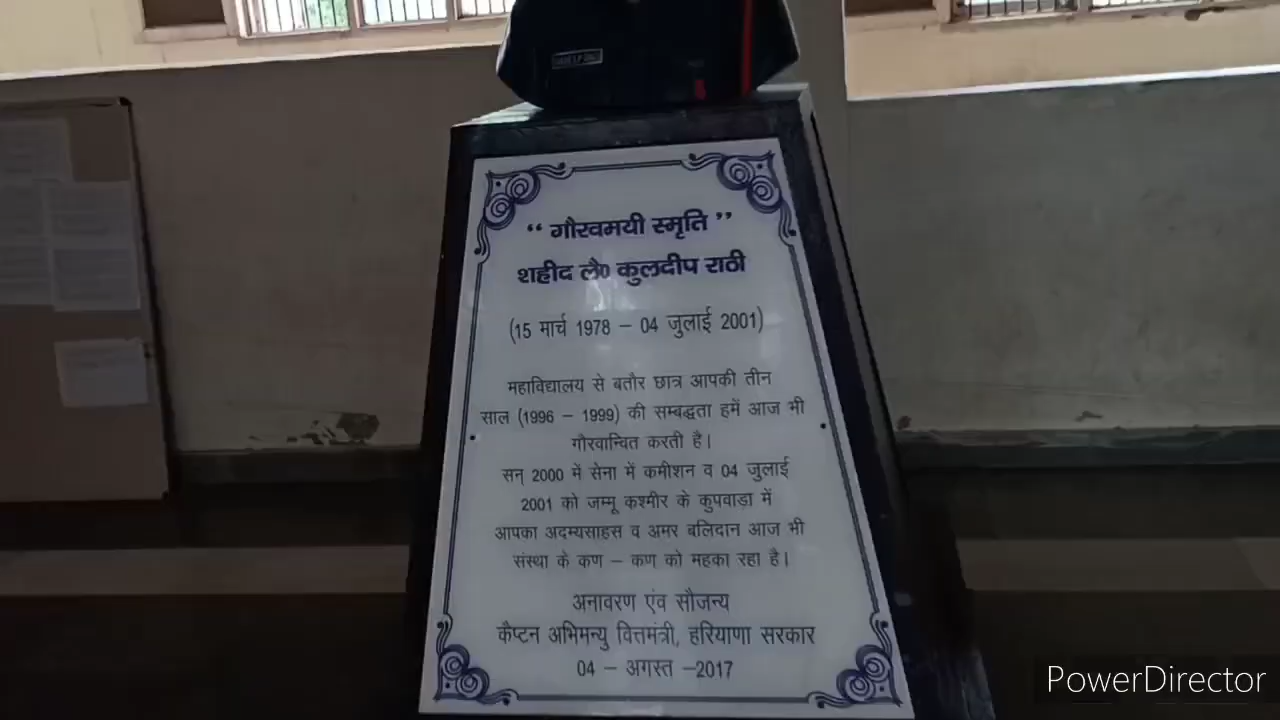 “ गौरवमयी स्मृति ”
शहीद लै0 कुलदीप राठी
(15 मार्च 1978 – 04 जुलाई 2001)
महाविद्यालय से बतौर छात्र आपकी तीन
साल (1996 – 1999) की सम्बद्धता हमें आज भी
गौरवान्वित करती है।
सन् 2000 में सेना में कमीशन व 04 जुलाई
2001 को जम्मू कश्मीर के कुपवाड़ा में
आपका अदम्यसाहस व अमर बलिदान आज भी
संस्था के कण – कण को महका रहा है।
अनावरण एंव सौजन्य
कैप्टन अभिमन्यु वित्तमंत्री, हरियाणा सरकार
04 – अगस्त –2017
PowerDirector